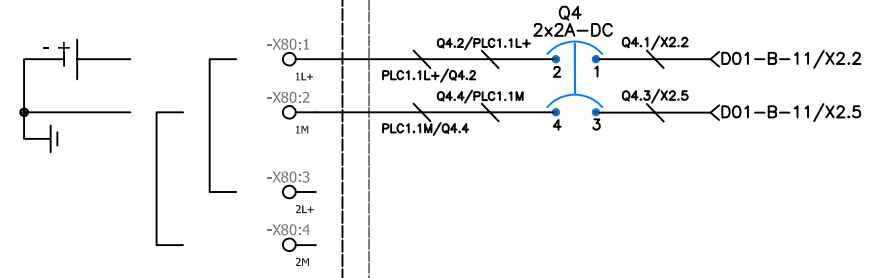 Q4
2x2A-DC
- +
-X80:1
1L+
Q4.2/PLC1.1L+
PLC1.1L+/Q4.2
2
1
Q4.1/X2.2
D01-B-11/X2.2
-X80:2
1M
Q4.4/PLC1.1M
PLC1.1M/Q4.4
4
3
Q4.3/X2.5
D01-B-11/X2.5
-X80:3
2L+
-X80:4
2M